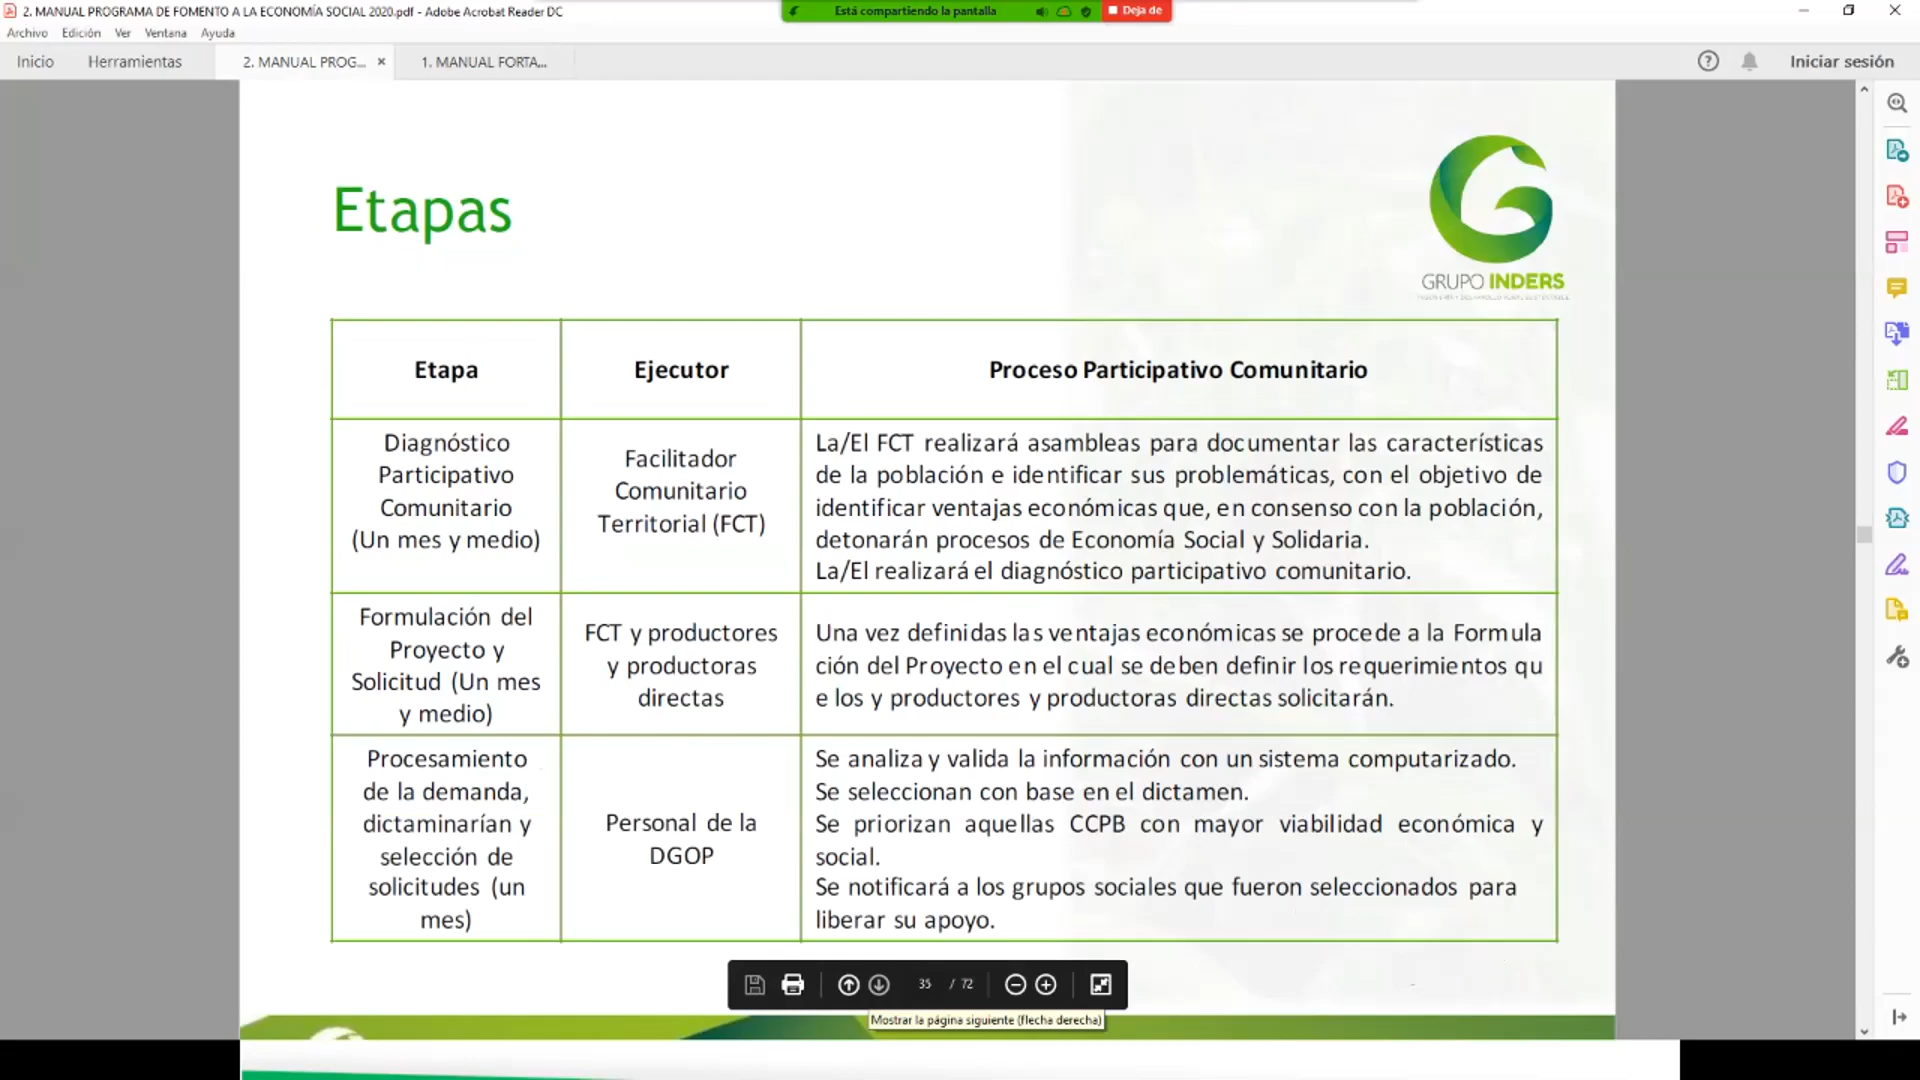 2. MANUAL PROGRAMA DE FOMENTO A LA ECONOMÍA SOCIAL 2020.pdf - Adobe Acrobat Reader DC
Está compartiendo la pantalla
Deja de
Archivo Edición Ver Ventana Ayuda
Inicio Herramientas 2. MANUAL PROG... 1. MANUAL FORTA... Iniciar sesión
Etapas
GRUPO INDERS
Etapa Ejecutor Proceso Participativo Comunitario
Diagnóstico
Participativo
Comunitario
(Un mes y medio)
Facilitador
Comunitario
Territorial (FCT)
La/El FCT realizará asambleas para documentar las características
de la población e identificar sus problemáticas, con el objetivo de
identificar ventajas económicas que, en consenso con la población,
detonarán procesos de Economía Social y Solidaria.
La/El realizará el diagnóstico participativo comunitario.
Formulación del
Proyecto y
Solicitud (Un mes
y medio)
FCT y productores
y productoras
directas
Una vez definidas las ventajas económicas se procede a la Formula
ción del Proyecto en el cual se deben definir los requerimientos qu
e los y productores y productoras directas solicitarán.
Procesamiento
de la demanda,
dictaminarían y
selección de
solicitudes (un
mes)
Personal de la
DGOP
Se analiza y valida la información con un sistema computarizado.
Se seleccionan con base en el dictamen.
Se priorizan aquellas CCPB con mayor viabilidad económica y
social.
Se notificará a los grupos sociales que fueron seleccionados para
liberar su apoyo.
35 / 72
Mostrar la página siguiente (flecha derecha)